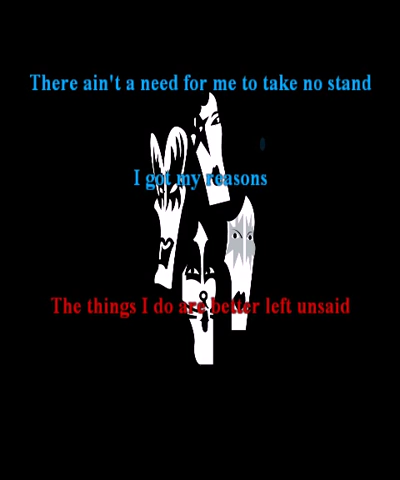 There ain't a need for me to take no stand
I got my reasons
The things I do are better left unsaid